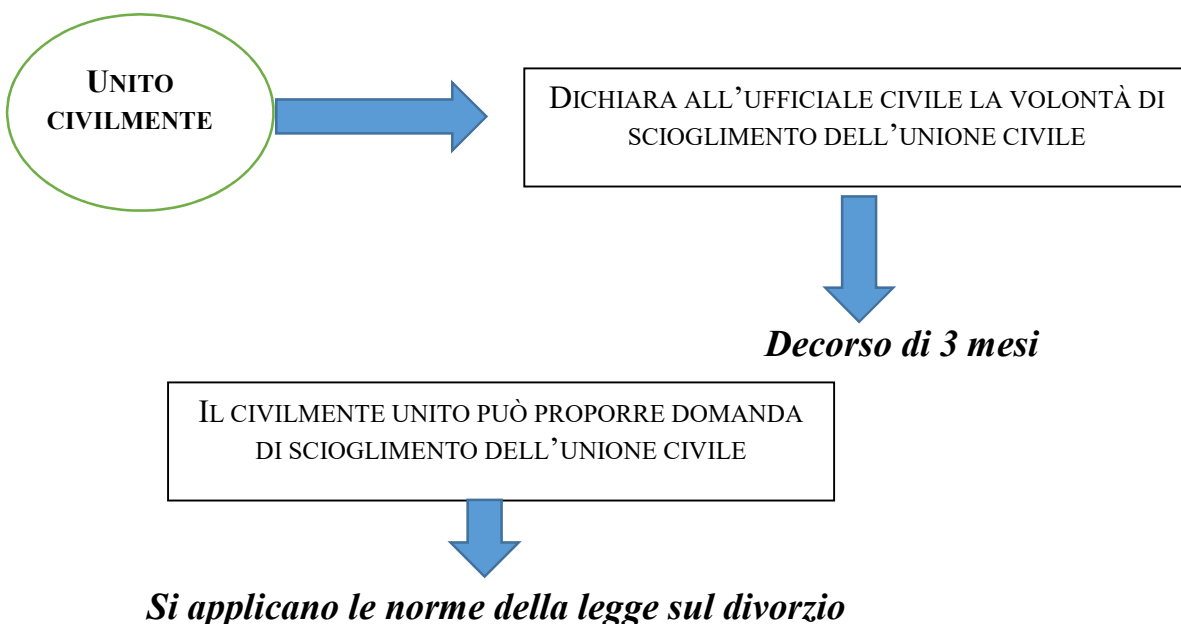 UNITO
CIVILMENTE
DICHIARA ALL’UFFICIALE CIVILE LA VOLONTÀ DI
SCIOGLIMENTO DELL’UNIONE CIVILE
Decorso di 3 mesi
IL CIVILMENTE UNITO PUÒ PROPORRE DOMANDA
DI SCIOGLIMENTO DELL’UNIONE CIVILE
Si applicano le norme della legge sul divorzio